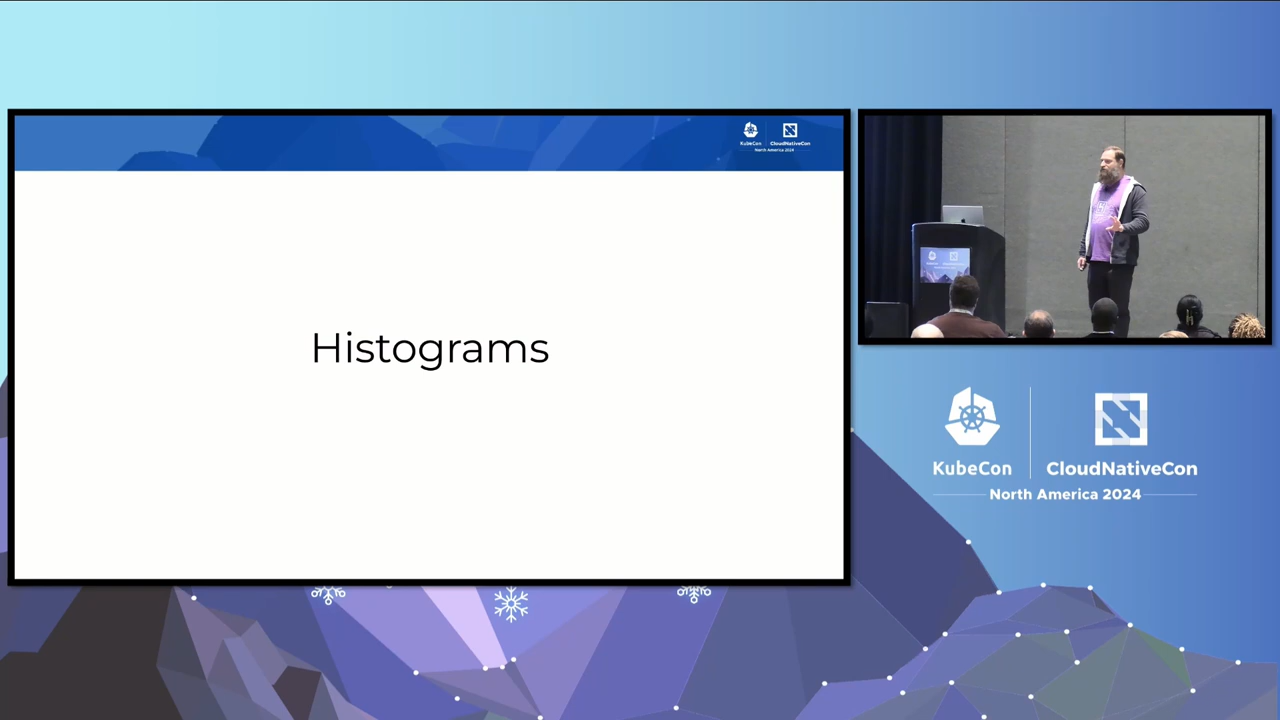 KubeCon
CloudNativeCon
North America 2024
Histograms
KubeCon
CloudNativeCon
North America 2024